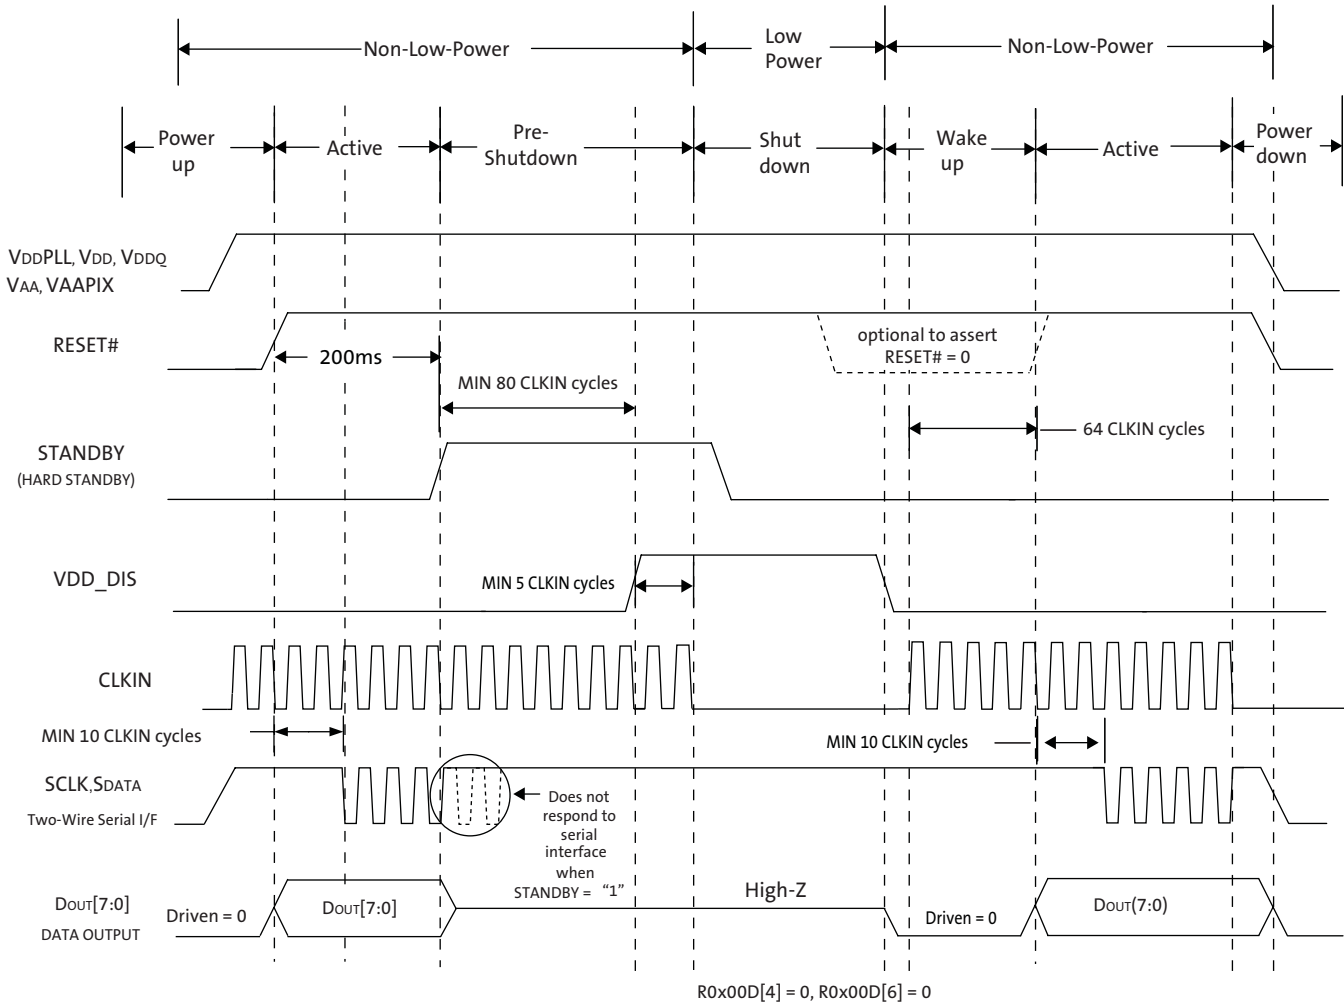 Non-Low-Power
Low
Power
Non-Low-Power
Power
up
Active
Pre-
Shutdown
Shut
down
Wake
up
Active
Power
down
VDDPLL, VDD, VDDQ
VAA, VAAPIX
RESET#
200ms
optional to assert
RESET# = 0
MIN 80 CLKIN cycles
64 CLKIN cycles
STANDBY
(HARD STANDBY)
VDD_DIS
MIN 5 CLKIN cycles
CLKIN
MIN 10 CLKIN cycles
MIN 10 CLKIN cycles
SCLK,SDATA
Two-Wire Serial I/F
Does not
respond to
serial
interface
when
STANDBY = “1”
DOUT[7:0]
DATA OUTPUT
Driven = 0
DOUT[7:0]
High-Z
Driven = 0
DOUT(7:0)
R0x00D[4] = 0, R0x00D[6] = 0